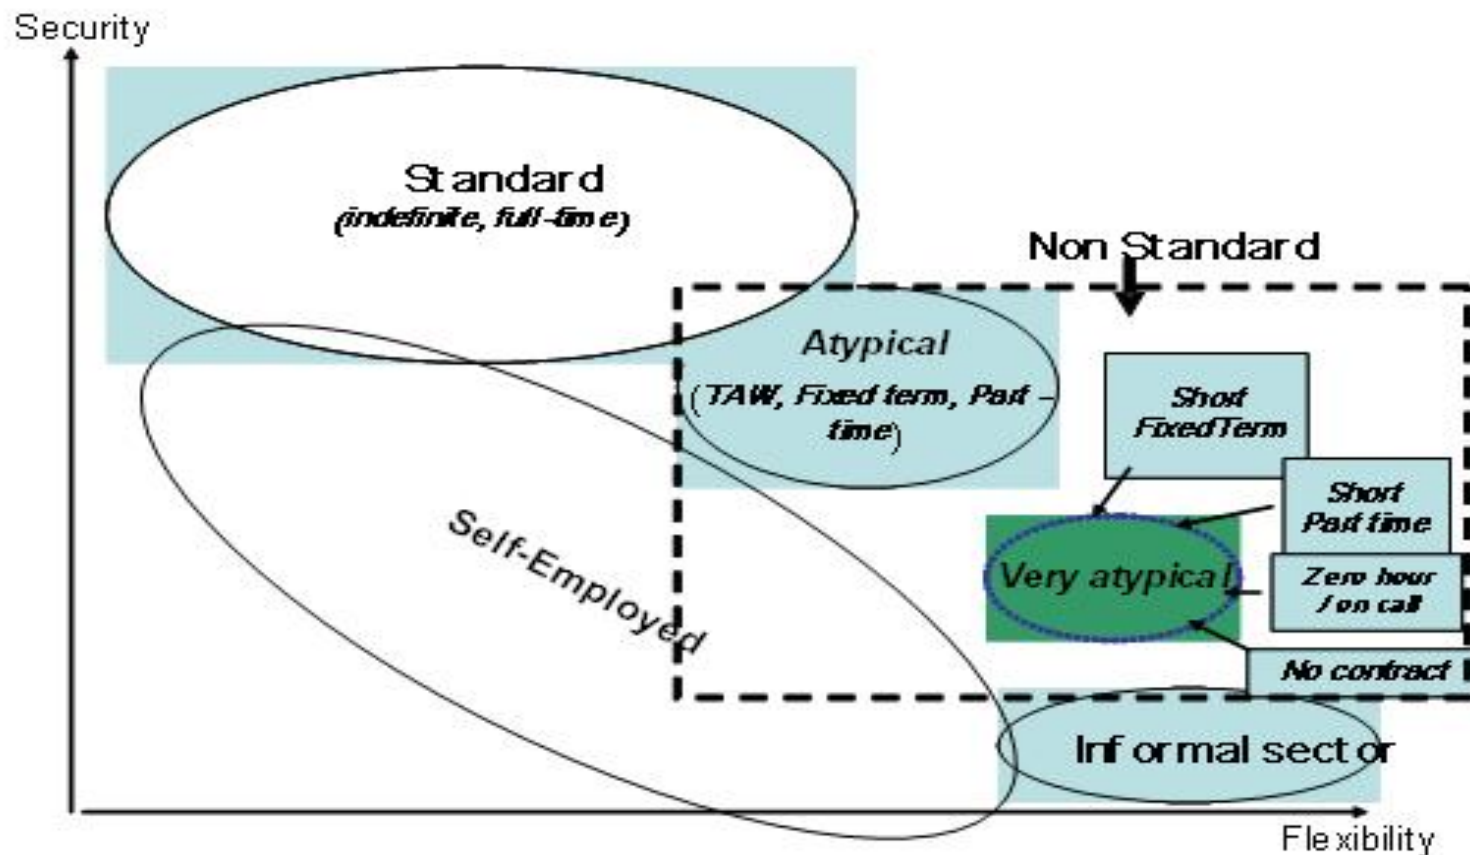 Security
Standard
(indefinite, full-time)
Non Standard
Atypical
(TAW, Fixed term, Part –
time)
Short
Fixed Term
Short
Part time
Self-Employed
Very atypical
Zero hour
/ on call
No contract
Informal sector
Flexibility